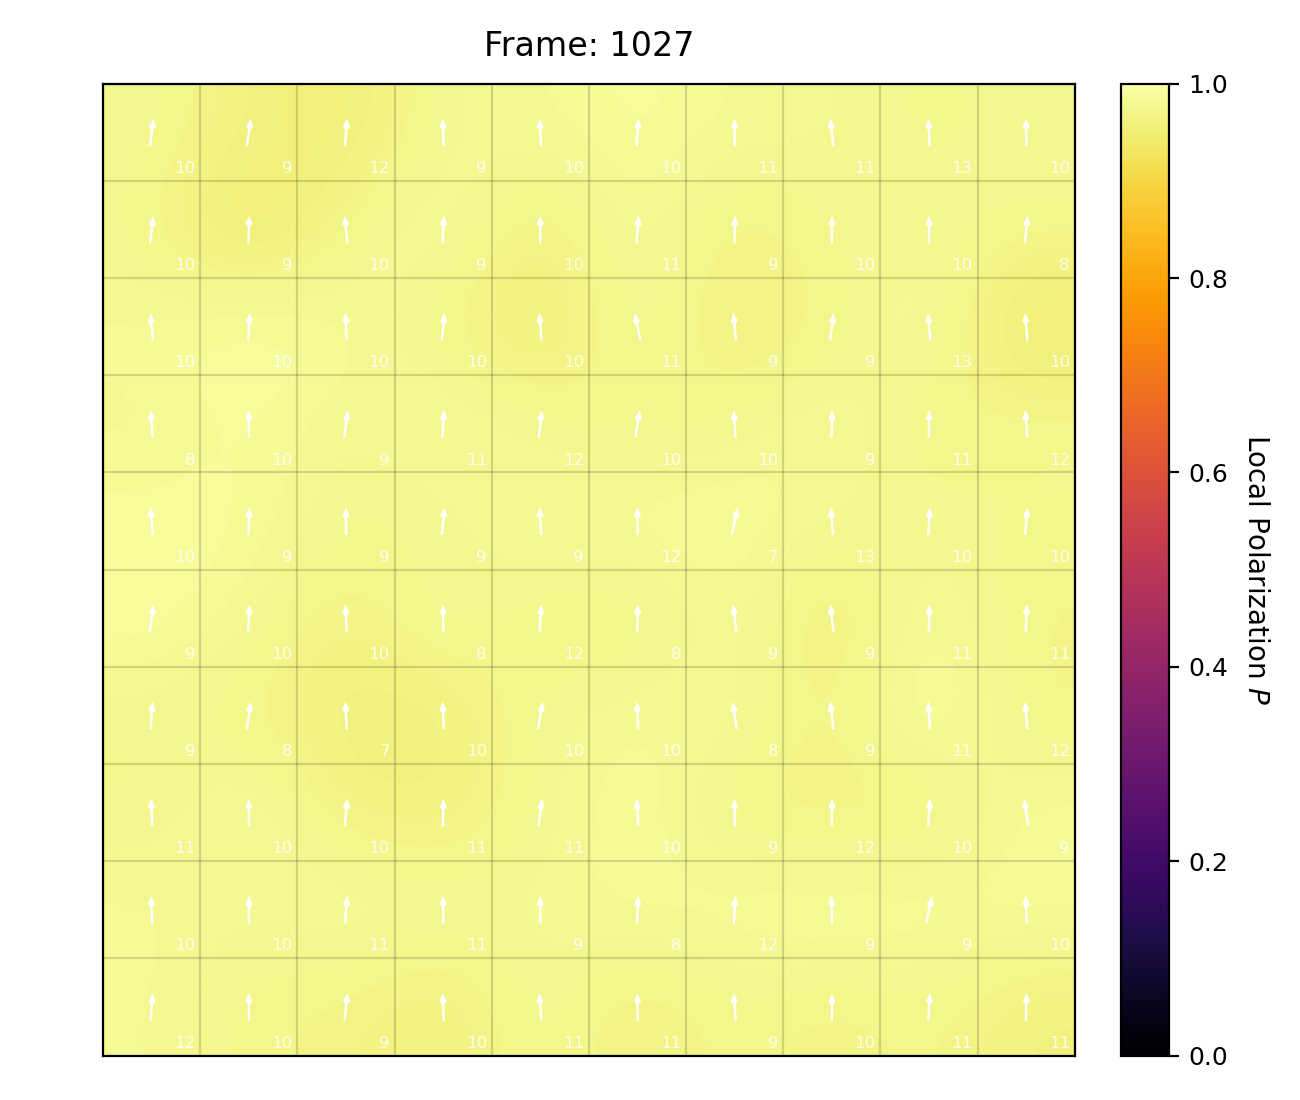 Frame: 1027
10 9 12 9 10 10 11 11 13 10
10 9 10 9 10 11 9 10 10 8
10 10 10 10 10 11 9 9 13 10
8 10 9 11 12 10 10 9 11 12
10 9 9 9 9 12 7 13 10 10
9 10 10 8 12 8 9 9 11 11
9 8 7 10 10 10 8 9 11 12
11 10 10 11 11 10 9 12 10 9
10 10 11 11 9 8 12 9 9 10
12 10 9 10 11 11 9 10 11 11
1.0
0.8
0.6
0.4
0.2
0.0
Local Polarization P